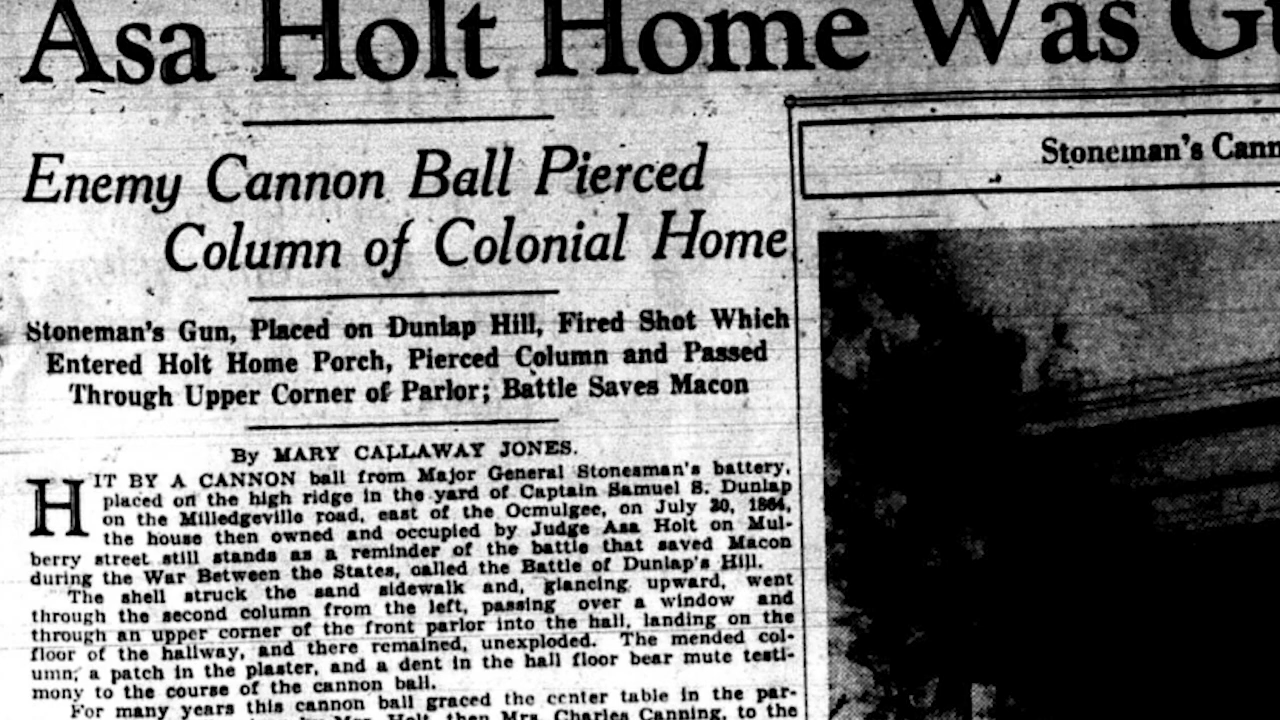 Asa Holt Home Was
Enemy Cannon Ball Pierced
Column of Colonial Home
Stoneman's Gun, Placed on Dunlap Hill, Fired Shot Which
Entered Holt Home Porch, Pierced Column and Passed
Through Upper Corner of Parlor; Battle Saves Macon
By MARY CALLAWAY JONES.
HIT BY A CANNON ball from Major General Stonesman's battery,
placed on the high ridge in the yard of Captain Samuel S. Dunlap
on the Milledgeville road, east of the Ocmulgee, on July 30, 1864,
the house then owned and occupied by Judge Asa Holt on Mul-
berry street still stands as a reminder of the battle that saved Macon
during the War Between the States, called the Battle of Dunlap's Hill.
The shell struck the sand sidewalk and, glancing upward, went
through the second column from the left, passing over a window and
through an upper corner of the front parlor into the hall, landing on the
floor of the hallway, and there remained, unexploded. The mended col-
umn, a patch in the plaster, and a dent in the hall floor bear mute testi-
mony to the course of the cannon ball.
For many years this cannon ball graced the center table in the par-
Mrs. Holt, then Mrs. Charles Canning, to the
Stoneman's Cann